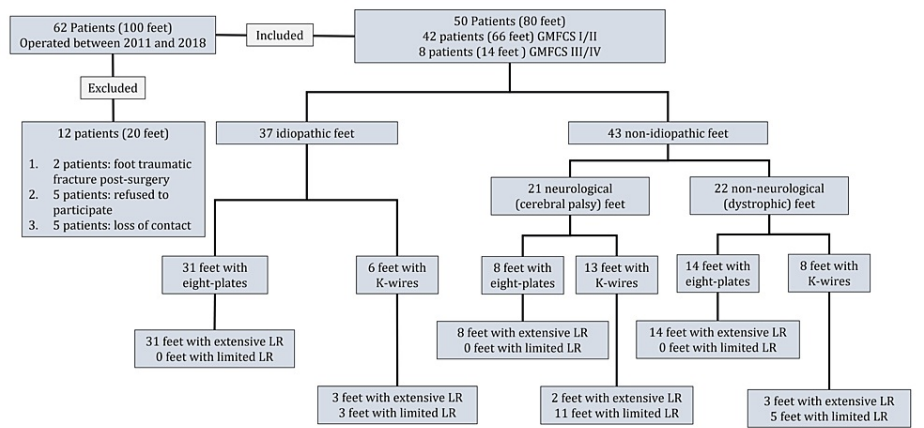 62 Patients (100 feet)
Operated between 2011 and 2018
Included
50 Patients (80 feet)
42 patients (66 feet) GMFCS I/II
8 patients (14 feet ) GMFCS III/IV
Excluded
12 patients (20 feet)
1. 2 patients: foot traumatic
fracture post-surgery
2. 5 patients: refused to
participate
3. 5 patients: loss of contact
37 idiopathic feet
43 non-idiopathic feet
21 neurological
(cerebral palsy) feet
22 non-neurological
(dystrophic) feet
31 feet with
eight-plates
6 feet with
K-wires
8 feet with
eight-plates
13 feet with
K-wires
14 feet with
eight-plates
8 feet with
K-wires
31 feet with extensive LR
0 feet with limited LR
8 feet with extensive LR
0 feet with limited LR
14 feet with extensive LR
0 feet with limited LR
3 feet with extensive LR
3 feet with limited LR
2 feet with extensive LR
11 feet with limited LR
3 feet with extensive LR
5 feet with limited LR